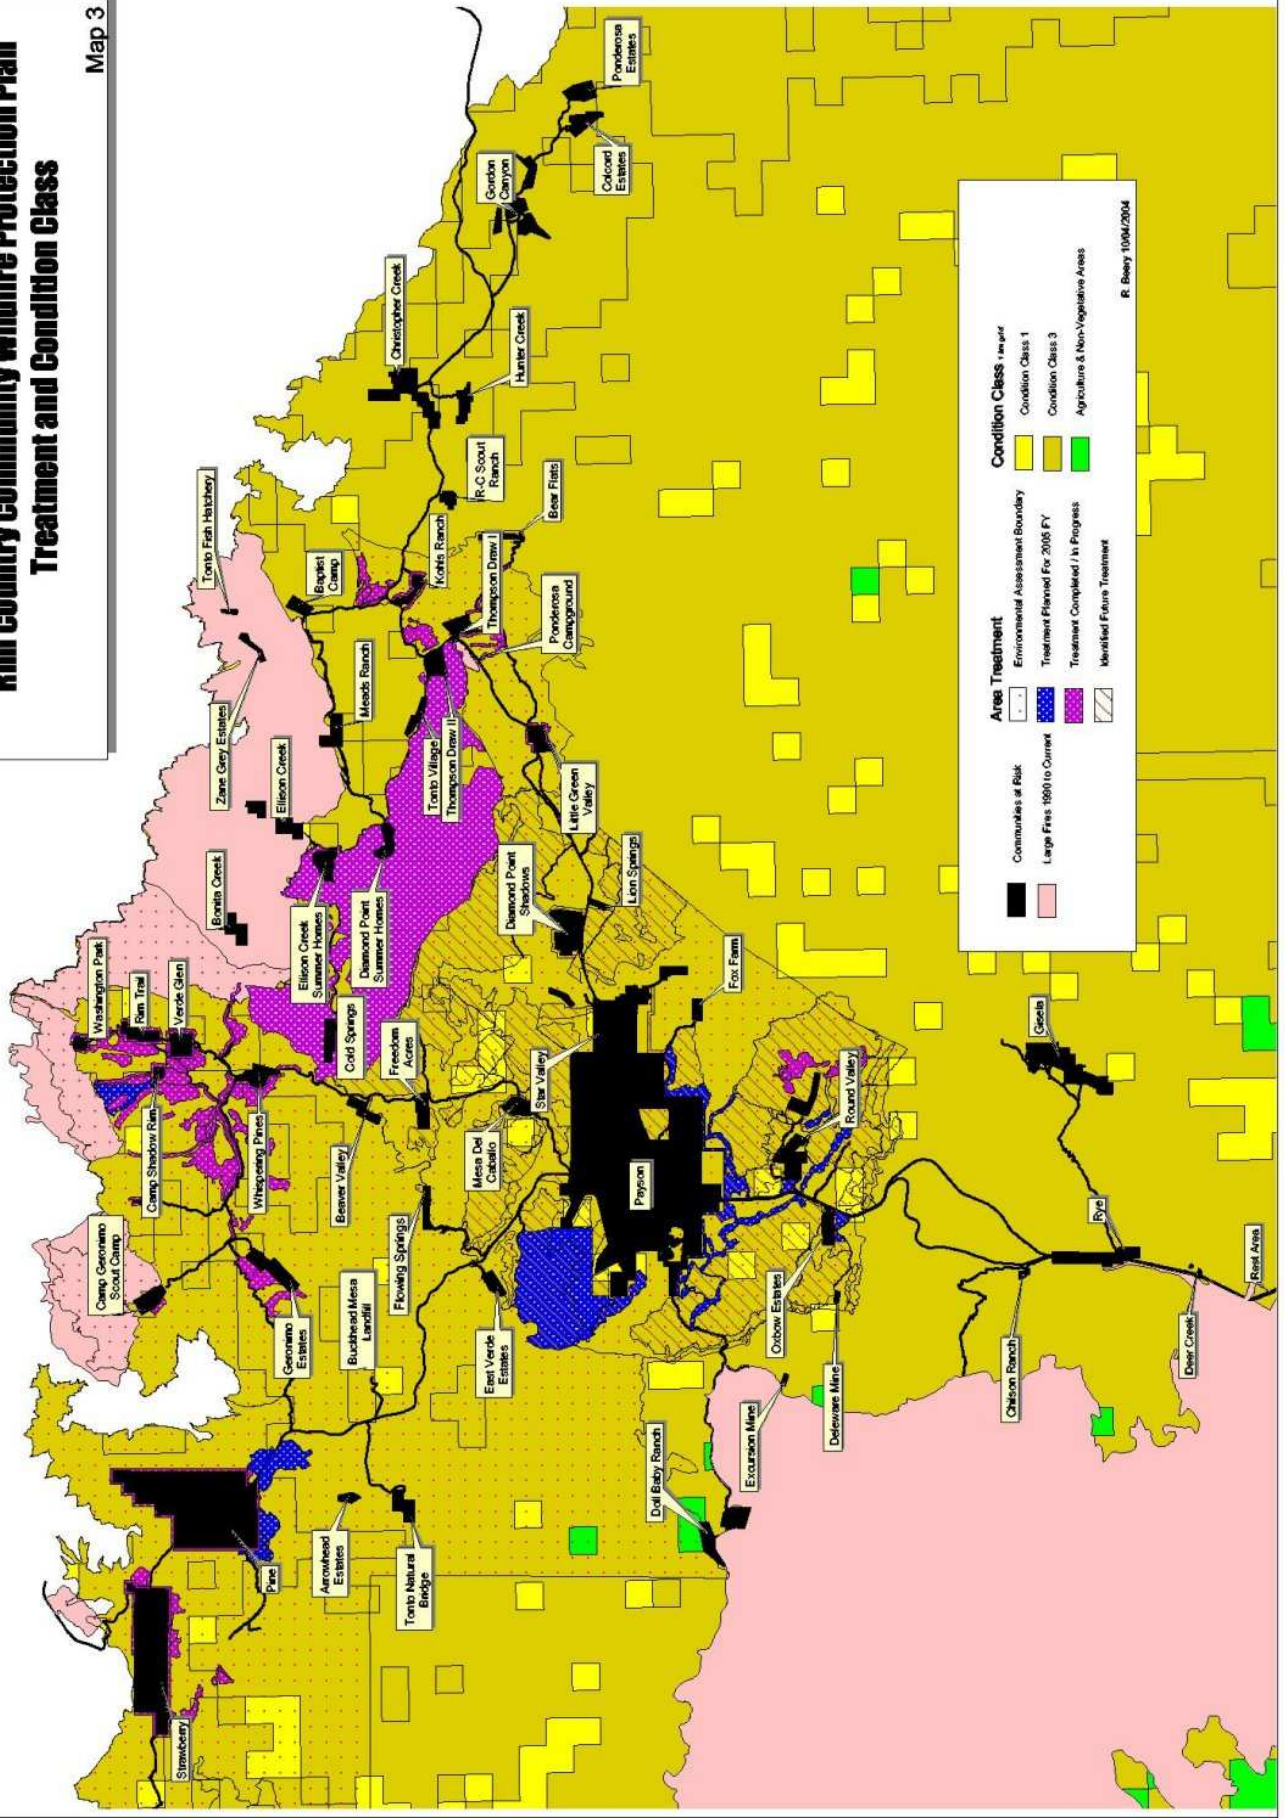 Rim Country Community Wildfire Protection Plan
Treatment and Condition Class
Map 3
Strawberry
Pine
Arrowhead
Estates
Tonto Natural
Bridge
Camp Geronimo
Scout Camp
Geronimo
Estates
Buckhead Mesa
Landfill
Flowing Springs
East Verde
Estates
Washington Park
Rim Trail
Verde Glen
Camp Shadow Rim
Whispering Pines
Beaver Valley
Cold Springs
Freedom
Acres
Mesa Del
Caballo
Star Valley
Bonita Creek
Ellison Creek
Zane Grey Estates
Tonto Fish Hatchery
Ellison Creek
Summer Homes
Diamond Point
Summer Homes
Meads Ranch
Baptist
Camp
Tonto Village
Thompson Draw II
Kohls Ranch
Thompson Draw I
Ponderosa
Campground
Bear Flats
R-C Scout
Ranch
Christopher Creek
Hunter Creek
Gordon
Canyon
Colcord
Estates
Ponderosa
Estates
Little Green
Valley
Diamond Point
Shadows
Lion Springs
Fox Farm
Payson
Round Valley
Oxbow Estates
Doll Baby Ranch
Excursion Mine
Deleware Mine
Gisela
Rye
Chilson Ranch
Deer Creek
Rest Area
Communities at Risk
Large Fires 1990 to Current
Area Treatment
Environmental Assessment Boundary
Treatment Planned For 2005 FY
Treatment Completed / In Progress
Identified Future Treatment
Condition Class
Condition Class 1
Condition Class 3
Agriculture & Non-Vegetative Areas
R. Beery 10/04/2004